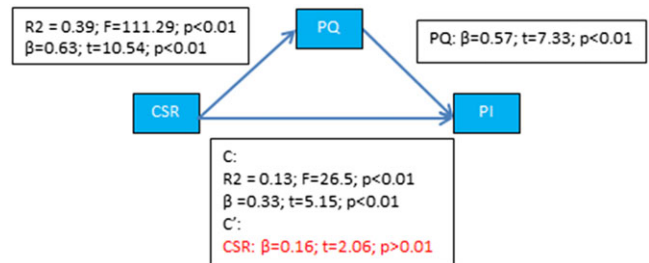 R2 = 0.39; F=111.29; p<0.01
β=0.63; t=10.54; p<0.01
PQ
PQ: β=0.57; t=7.33; p<0.01
CSR
PI
C:
R2 = 0.13; F=26.5; p<0.01
β =0.33; t=5.15; p<0.01
C’:
CSR: β=0.16; t=2.06; p>0.01